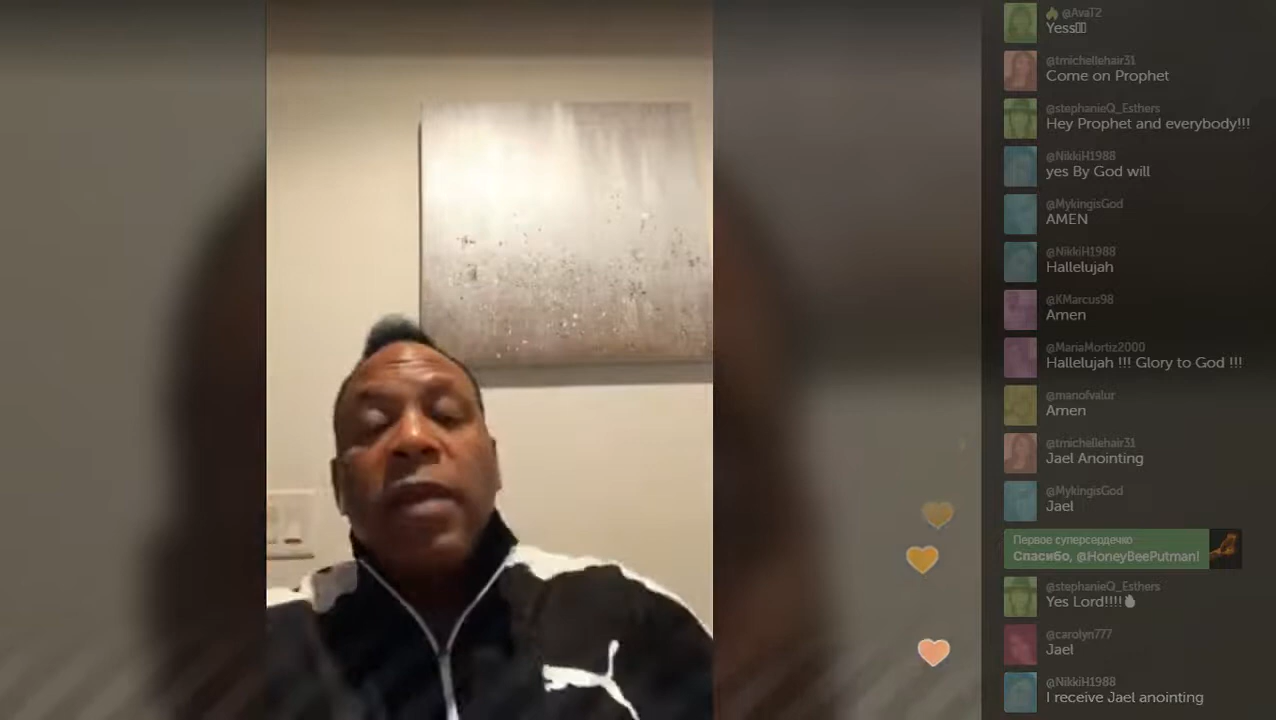 @AvaT2
Yess
@tmichellehair31
Come on Prophet
@stephanieQ_Esthers
Hey Prophet and everybody!!!
@NikkiH1988
yes By God will
@MykingisGod
AMEN
@NikkiH1988
Hallelujah
@KMarcus98
Amen
@MariaMortiz2000
Hallelujah !!! Glory to God !!!
@manofvalur
Amen
@tmichellehair31
Jael Anointing
@MykingisGod
Jael
Первое суперсердечко
Спасибо, @HoneyBeePutman!
@stephanieQ_Esthers
Yes Lord!!!!
@carolyn777
Jael
@NikkiH1988
I receive Jael anointing